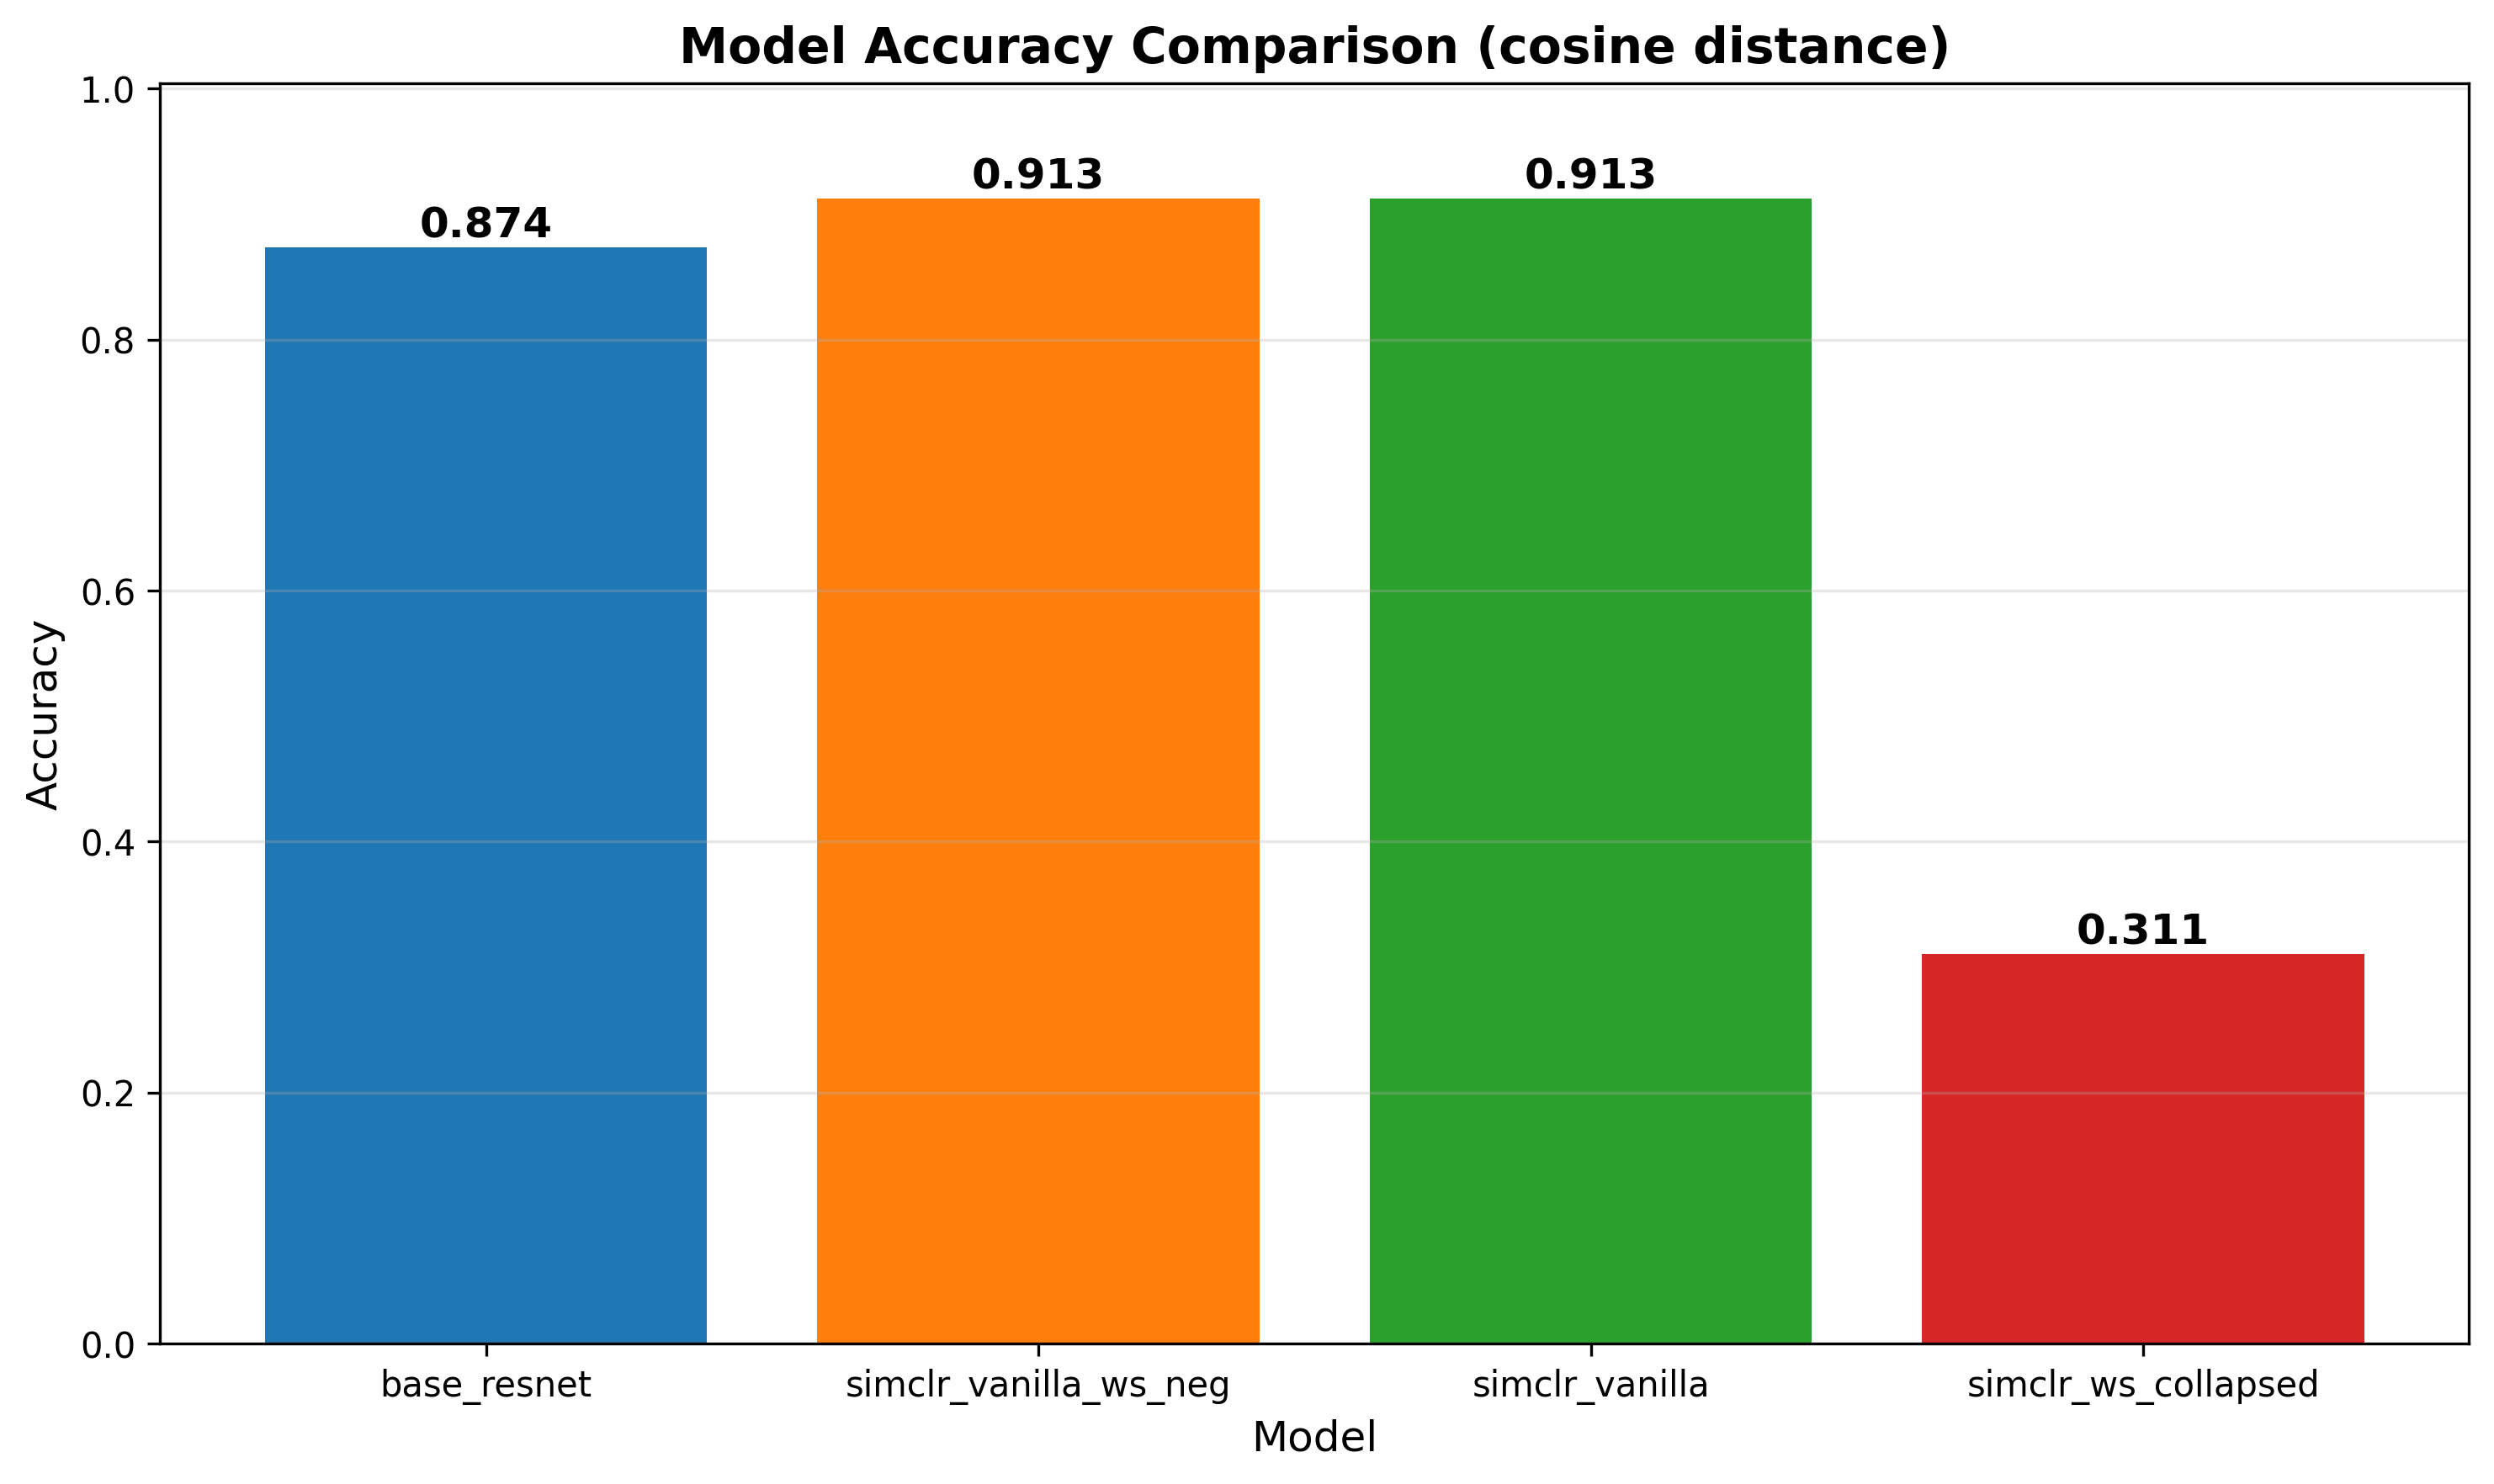 Model Accuracy Comparison (cosine distance)
1.0
0.8
0.6
0.4
0.2
0.0
Accuracy
0.874
0.913
0.913
0.311
base_resnet
simclr_vanilla_ws_neg
simclr_vanilla
simclr_ws_collapsed
Model